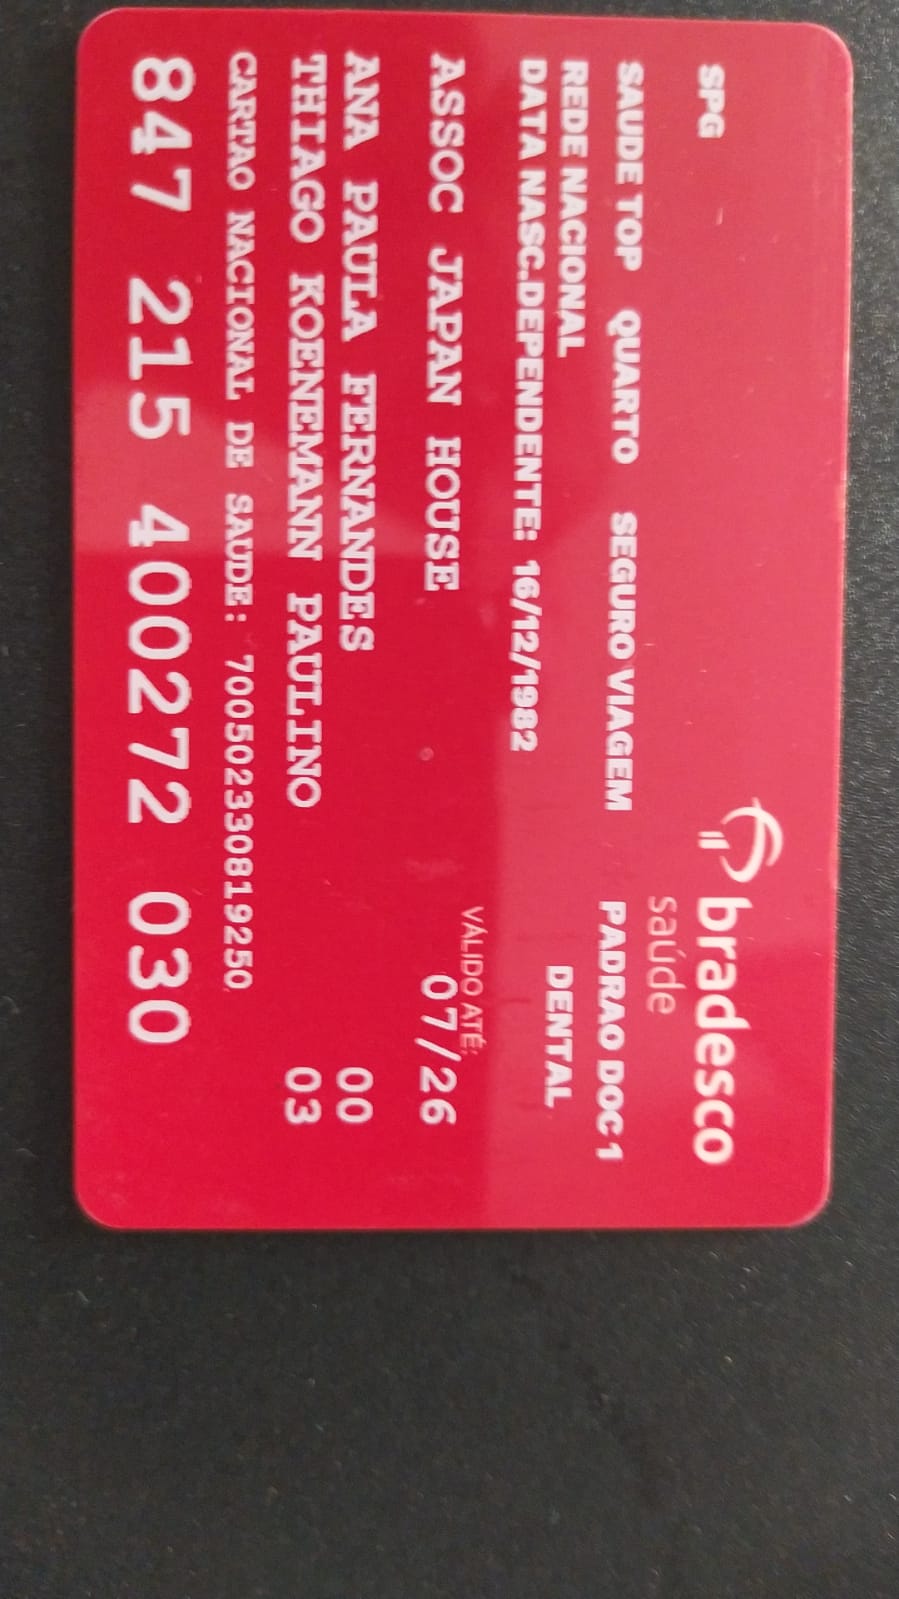 bradesco
saúde
SPG
SAUDE TOP QUARTO SEGURO VIAGEM PADRAO DOC 1
REDE NACIONAL DENTAL
DATA NASC.DEPENDENTE: 16/12/1982
VÁLIDO ATÉ:
ASSOC JAPAN HOUSE 07/26
ANA PAULA FERNANDES 00
THIAGO KOENEMANN PAULINO 03
CARTAO NACIONAL DE SAUDE: 700502330819250
847 215 400272 030